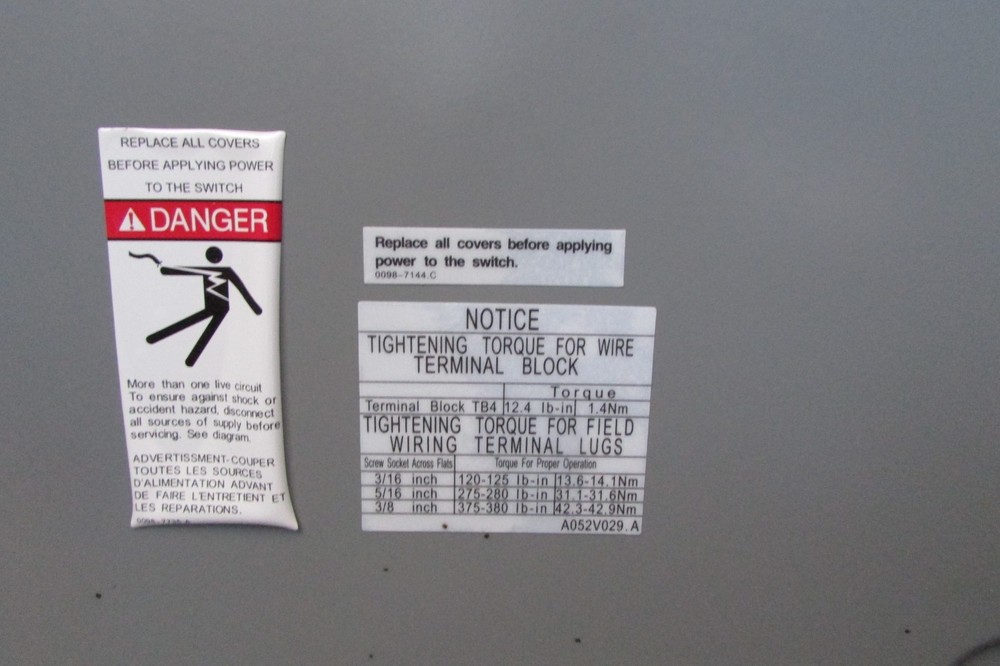 REPLACE ALL COVERS
BEFORE APPLYING POWER
TO THE SWITCH
DANGER
More than one live circuit
To ensure against shock or
accident hazard, disconnect
all sources of supply before
servicing. See diagram.
ADVERTISSMENT-COUPER
TOUTES LES SOURCES
D'ALIMENTATION ADVANT
DE FAIRE L'ENTRETIENT ET
LES REPARATIONS.
Replace all covers before applying
power to the switch.
0098-7144.C
NOTICE
TIGHTENING TORQUE FOR WIRE
TERMINAL BLOCK
Torque
Terminal Block TB4 12.4 lb-in 1.4Nm
TIGHTENING TORQUE FOR FIELD
WIRING TERMINAL LUGS
Screw Socket Across Flats Torque For Proper Operation
3/16 inch 120-125 lb-in 13.6-14.1Nm
5/16 inch 275-280 lb-in 31.1-31.6Nm
3/8 inch 375-380 lb-in 42.3-42.9Nm
A052V029.A